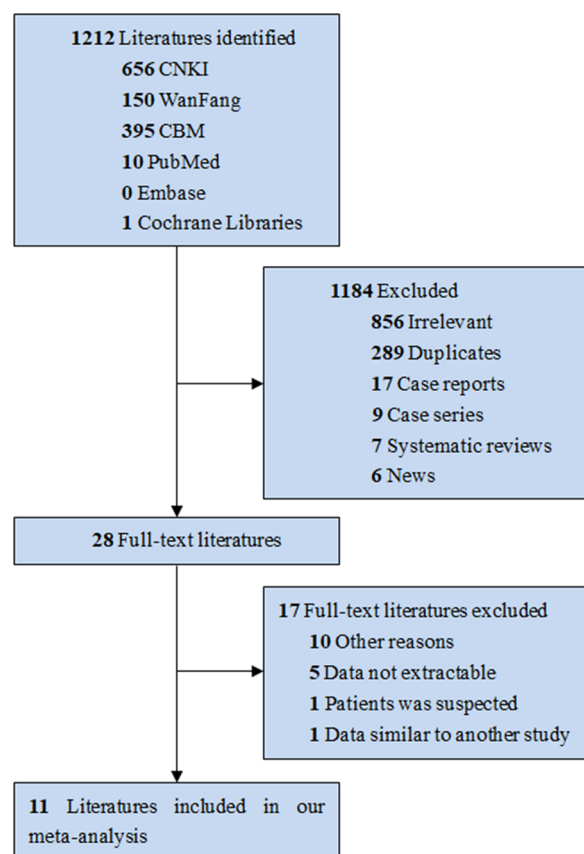 1212 Literatures identified
656 CNKI
150 WanFang
395 CBM
10 PubMed
0 Embase
1 Cochrane Libraries
1184 Excluded
856 Irrelevant
289 Duplicates
17 Case reports
9 Case series
7 Systematic reviews
6 News
28 Full-text literatures
17 Full-text literatures excluded
10 Other reasons
5 Data not extractable
1 Patients was suspected
1 Data similar to another study
11 Literatures included in our
meta-analysis